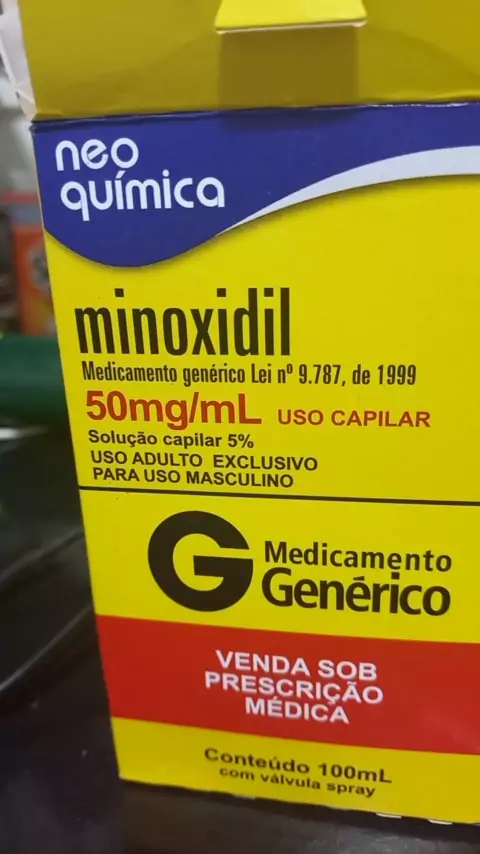 neo
química
minoxidil
Medicamento genérico Lei nº 9.787, de 1999
50mg/mL USO CAPILAR
Solução capilar 5%
USO ADULTO EXCLUSIVO
PARA USO MASCULINO
G Medicamento
Genérico
VENDA SOB
PRESCRIÇÃO
MÉDICA
Conteúdo 100mL
com válvula spray